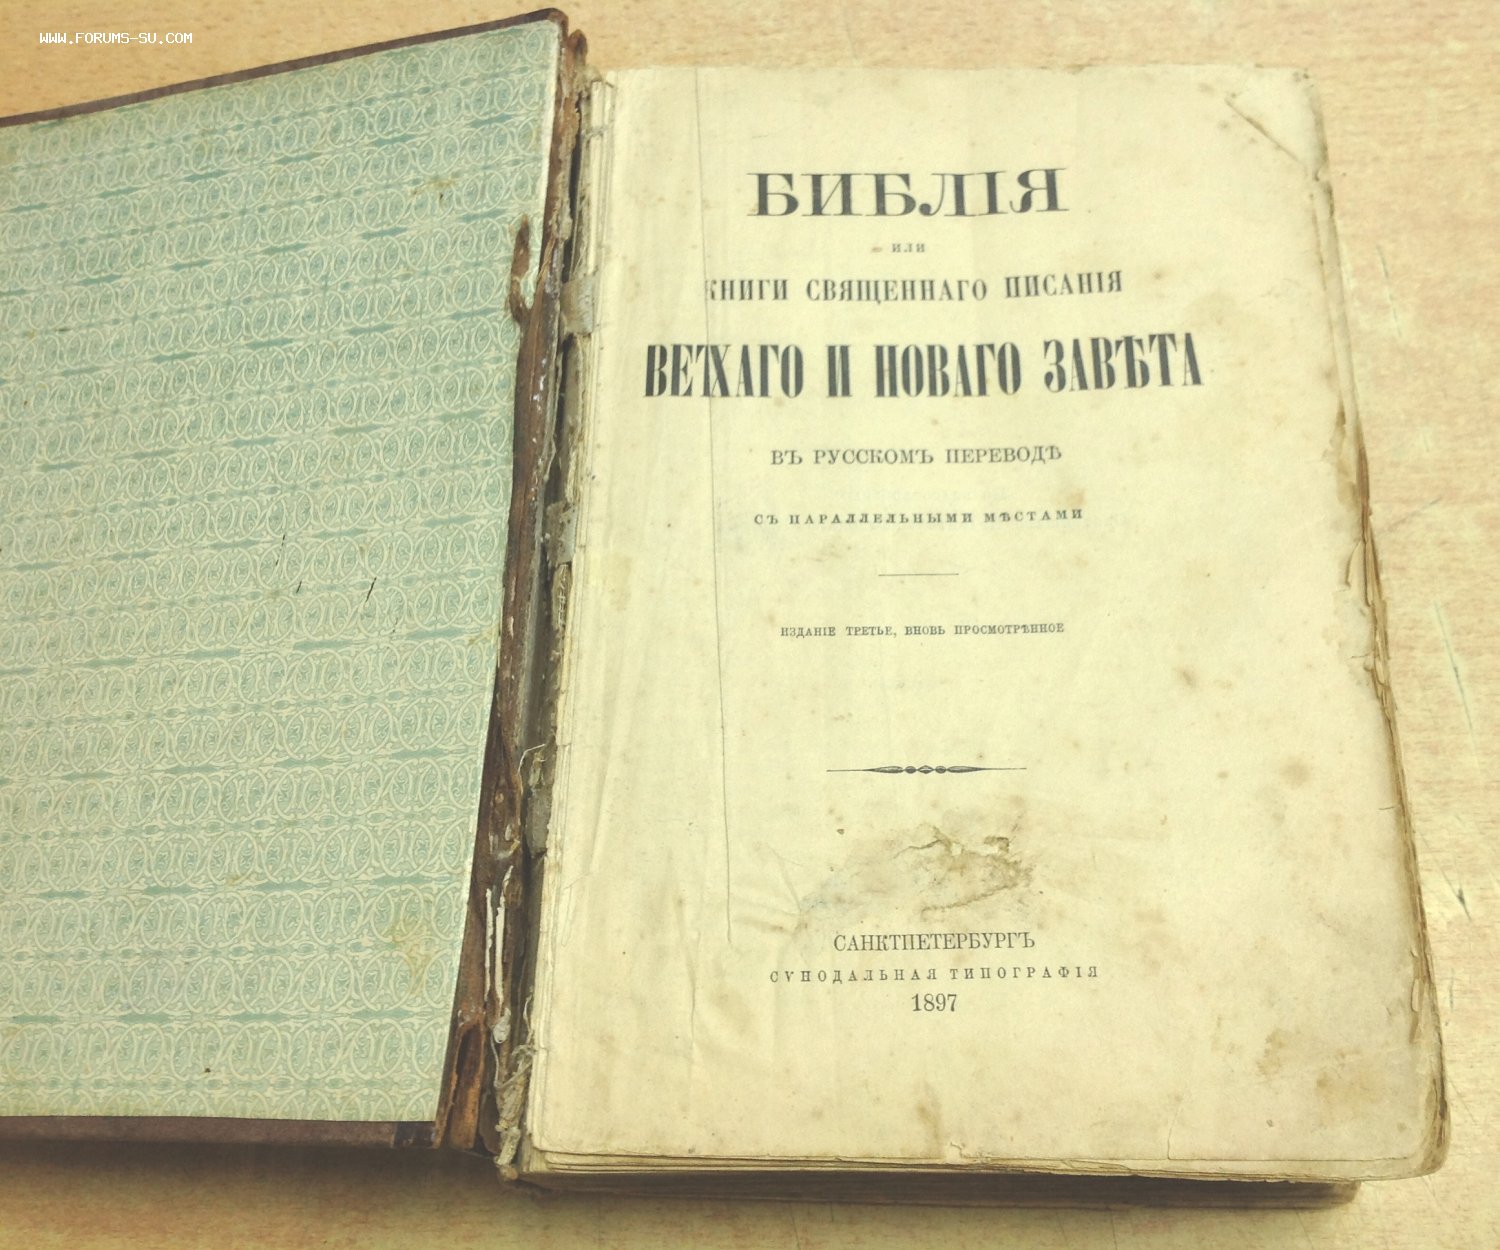 WWW.FORUMS-SU.COM
БИБЛІЯ
ИЛИ
КНИГИ СВЯЩЕННАГО ПИСАНІЯ
ВЕТХАГО И НОВАГО ЗАВѢТА
ВЪ РУССКОМЪ ПЕРЕВОДѢ
СЪ ПАРАЛЛЕЛЬНЫМИ МѢСТАМИ
ИЗДАНІЕ ТРЕТЬЕ, ВНОВЬ ПРОСМОТРѢННОЕ
САНКТПЕТЕРБУРГЪ
СѴНОДАЛЬНАЯ ТИПОГРАФІЯ
1897